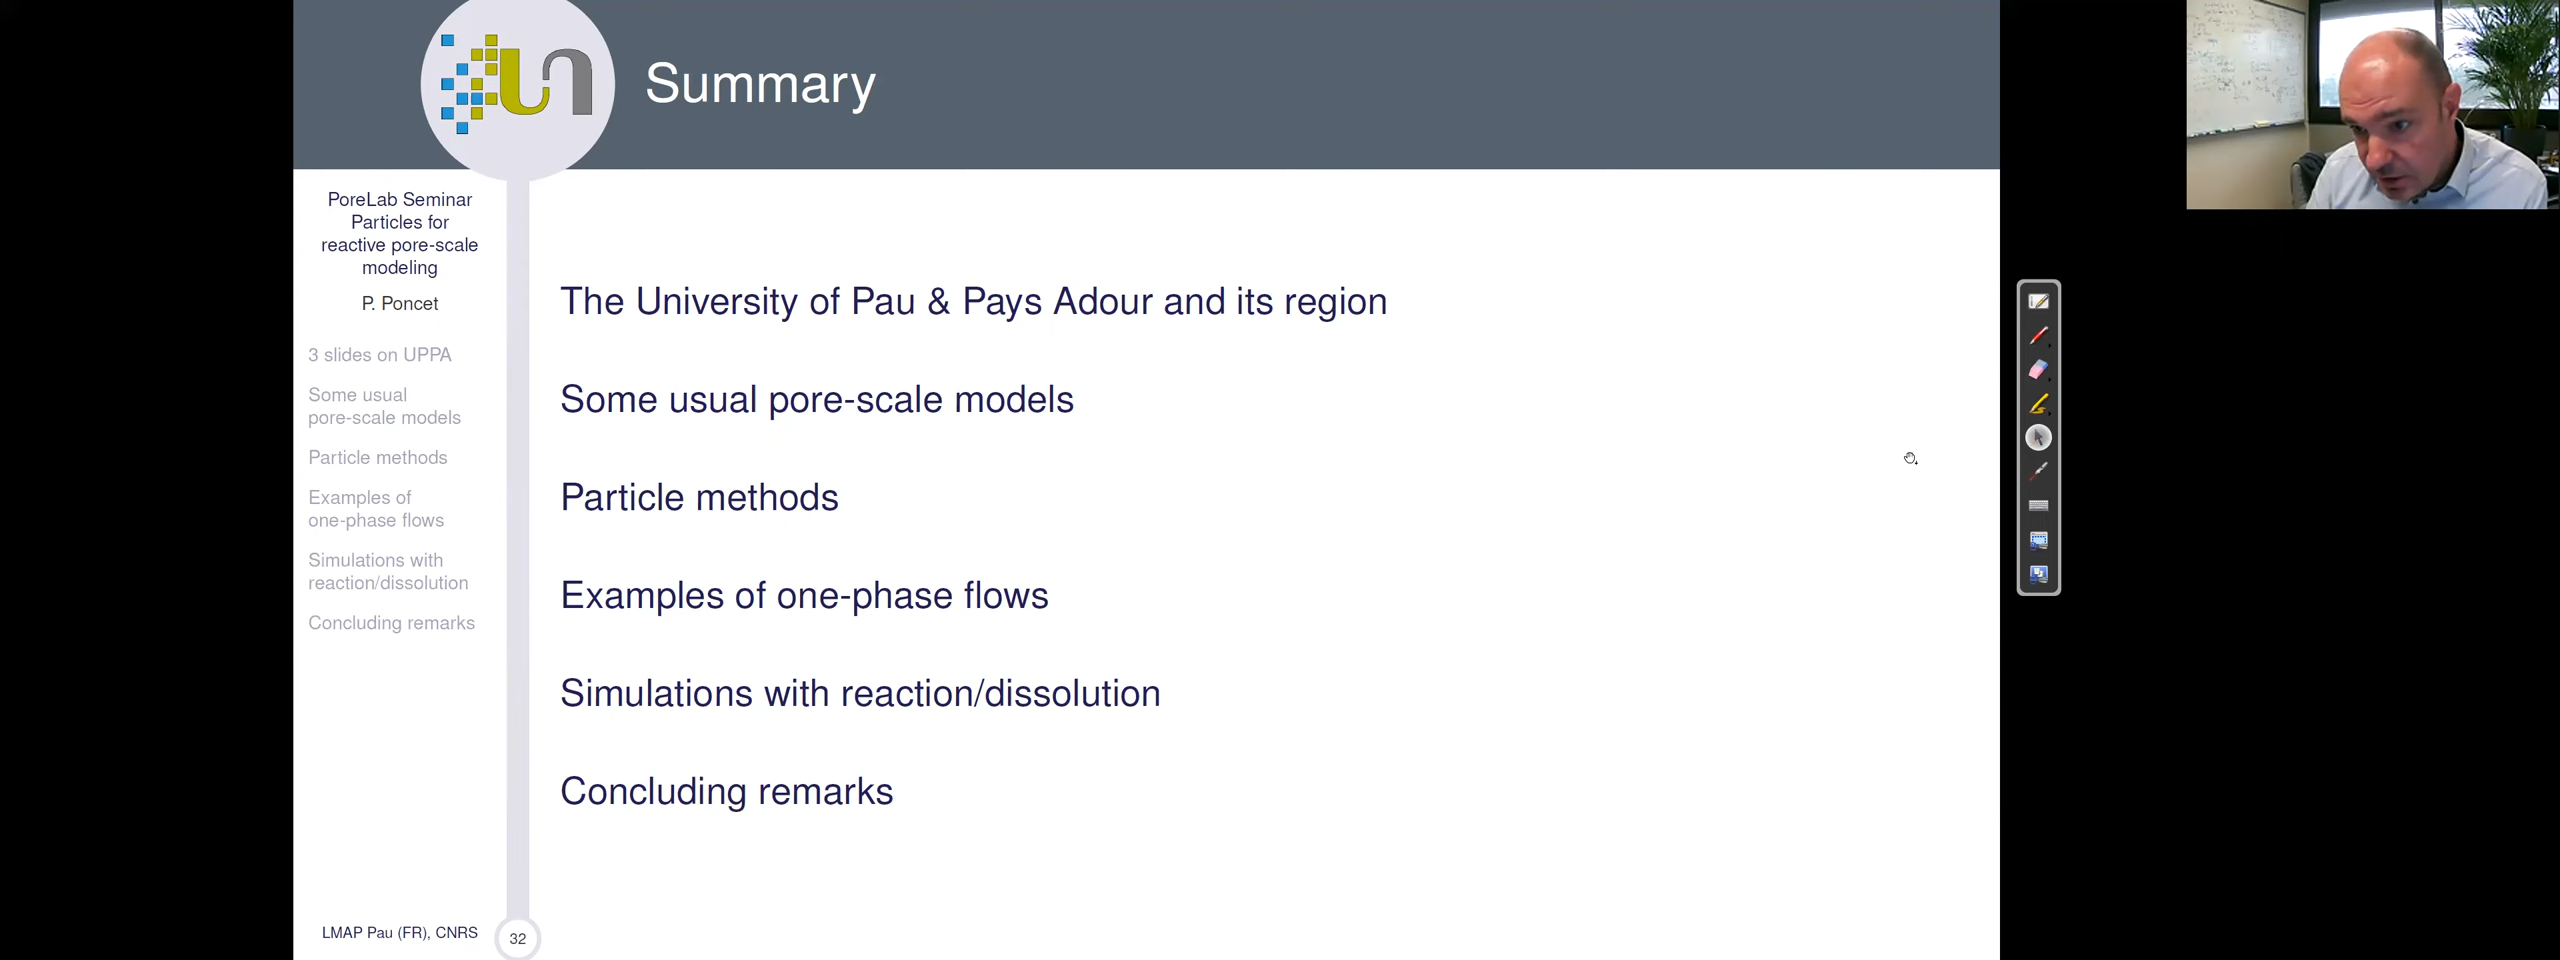 Summary
PoreLab Seminar
Particles for
reactive pore-scale
modeling
P. Poncet
3 slides on UPPA
Some usual
pore-scale models
Particle methods
Examples of
one-phase flows
Simulations with
reaction/dissolution
Concluding remarks
LMAP Pau (FR), CNRS
32
The University of Pau & Pays Adour and its region
Some usual pore-scale models
Particle methods
Examples of one-phase flows
Simulations with reaction/dissolution
Concluding remarks